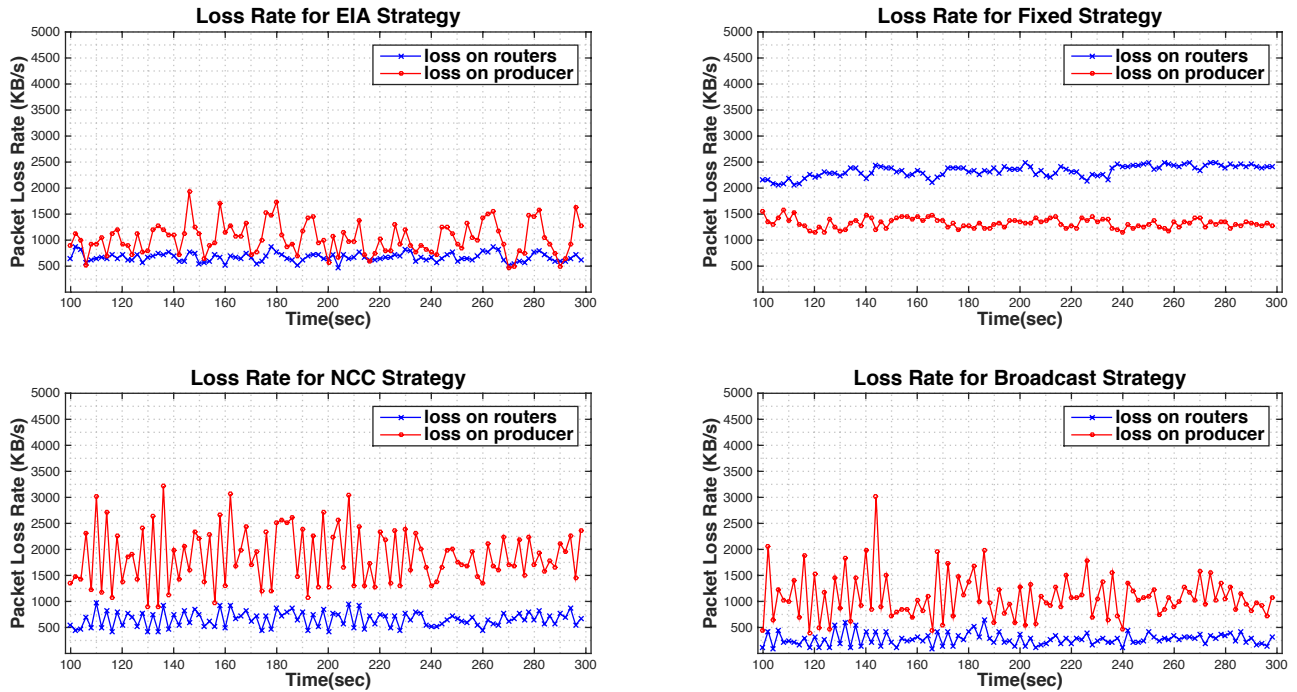 Loss Rate for EIA Strategy
5000
4500
4000
3500
3000
2500
2000
1500
1000
500
Packet Loss Rate (KB/s)
loss on routers
loss on producer
100 120 140 160 180 200 220 240 260 280 300
Time(sec)
Loss Rate for Fixed Strategy
5000
4500
4000
3500
3000
2500
2000
1500
1000
500
Packet Loss Rate (KB/s)
loss on routers
loss on producer
100 120 140 160 180 200 220 240 260 280 300
Time(sec)
Loss Rate for NCC Strategy
5000
4500
4000
3500
3000
2500
2000
1500
1000
500
Packet Loss Rate (KB/s)
loss on routers
loss on producer
100 120 140 160 180 200 220 240 260 280 300
Time(sec)
Loss Rate for Broadcast Strategy
5000
4500
4000
3500
3000
2500
2000
1500
1000
500
Packet Loss Rate (KB/s)
loss on routers
loss on producer
100 120 140 160 180 200 220 240 260 280 300
Time(sec)